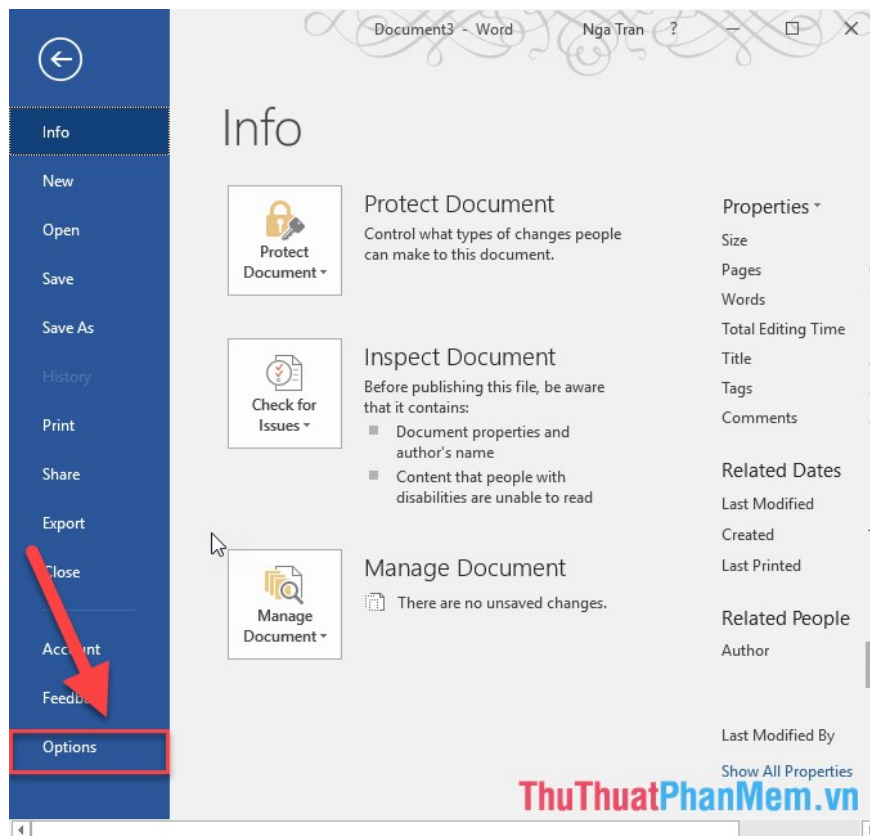 Document3 - Word
Nga Tran
?
Info
New
Open
Save
Save As
History
Print
Share
Export
Close
Account
Options
Info
Protect
Document
Protect Document
Control what types of changes people
can make to this document.
Check for
Issues
Inspect Document
Before publishing this file, be aware
that it contains:
Document properties and
author's name
Content that people with
disabilities are unable to read
Manage
Document
Manage Document
There are no unsaved changes.
Properties
Size
Pages
Words
Total Editing Time
Title
Tags
Comments
Related Dates
Last Modified
Created
Last Printed
Related People
Author
Last Modified By
Show All Properties
ThuThuatPhanMem.vn